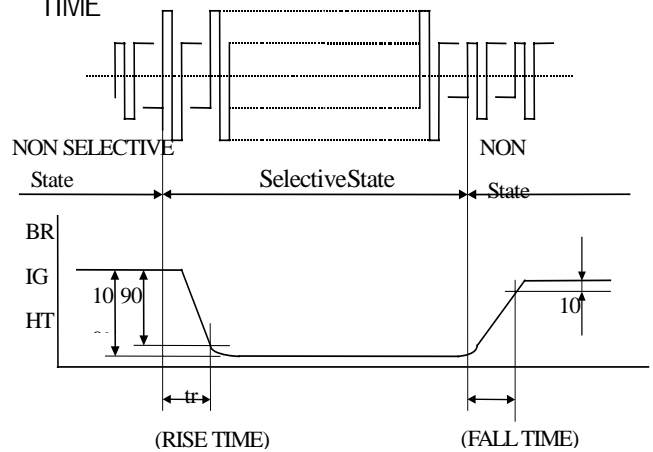 TIME
NON SELECTIVE
NON
State
SelectiveState
State
BR
IG
HT
10 90
10
tr
(RISE TIME)
(FALL TIME)